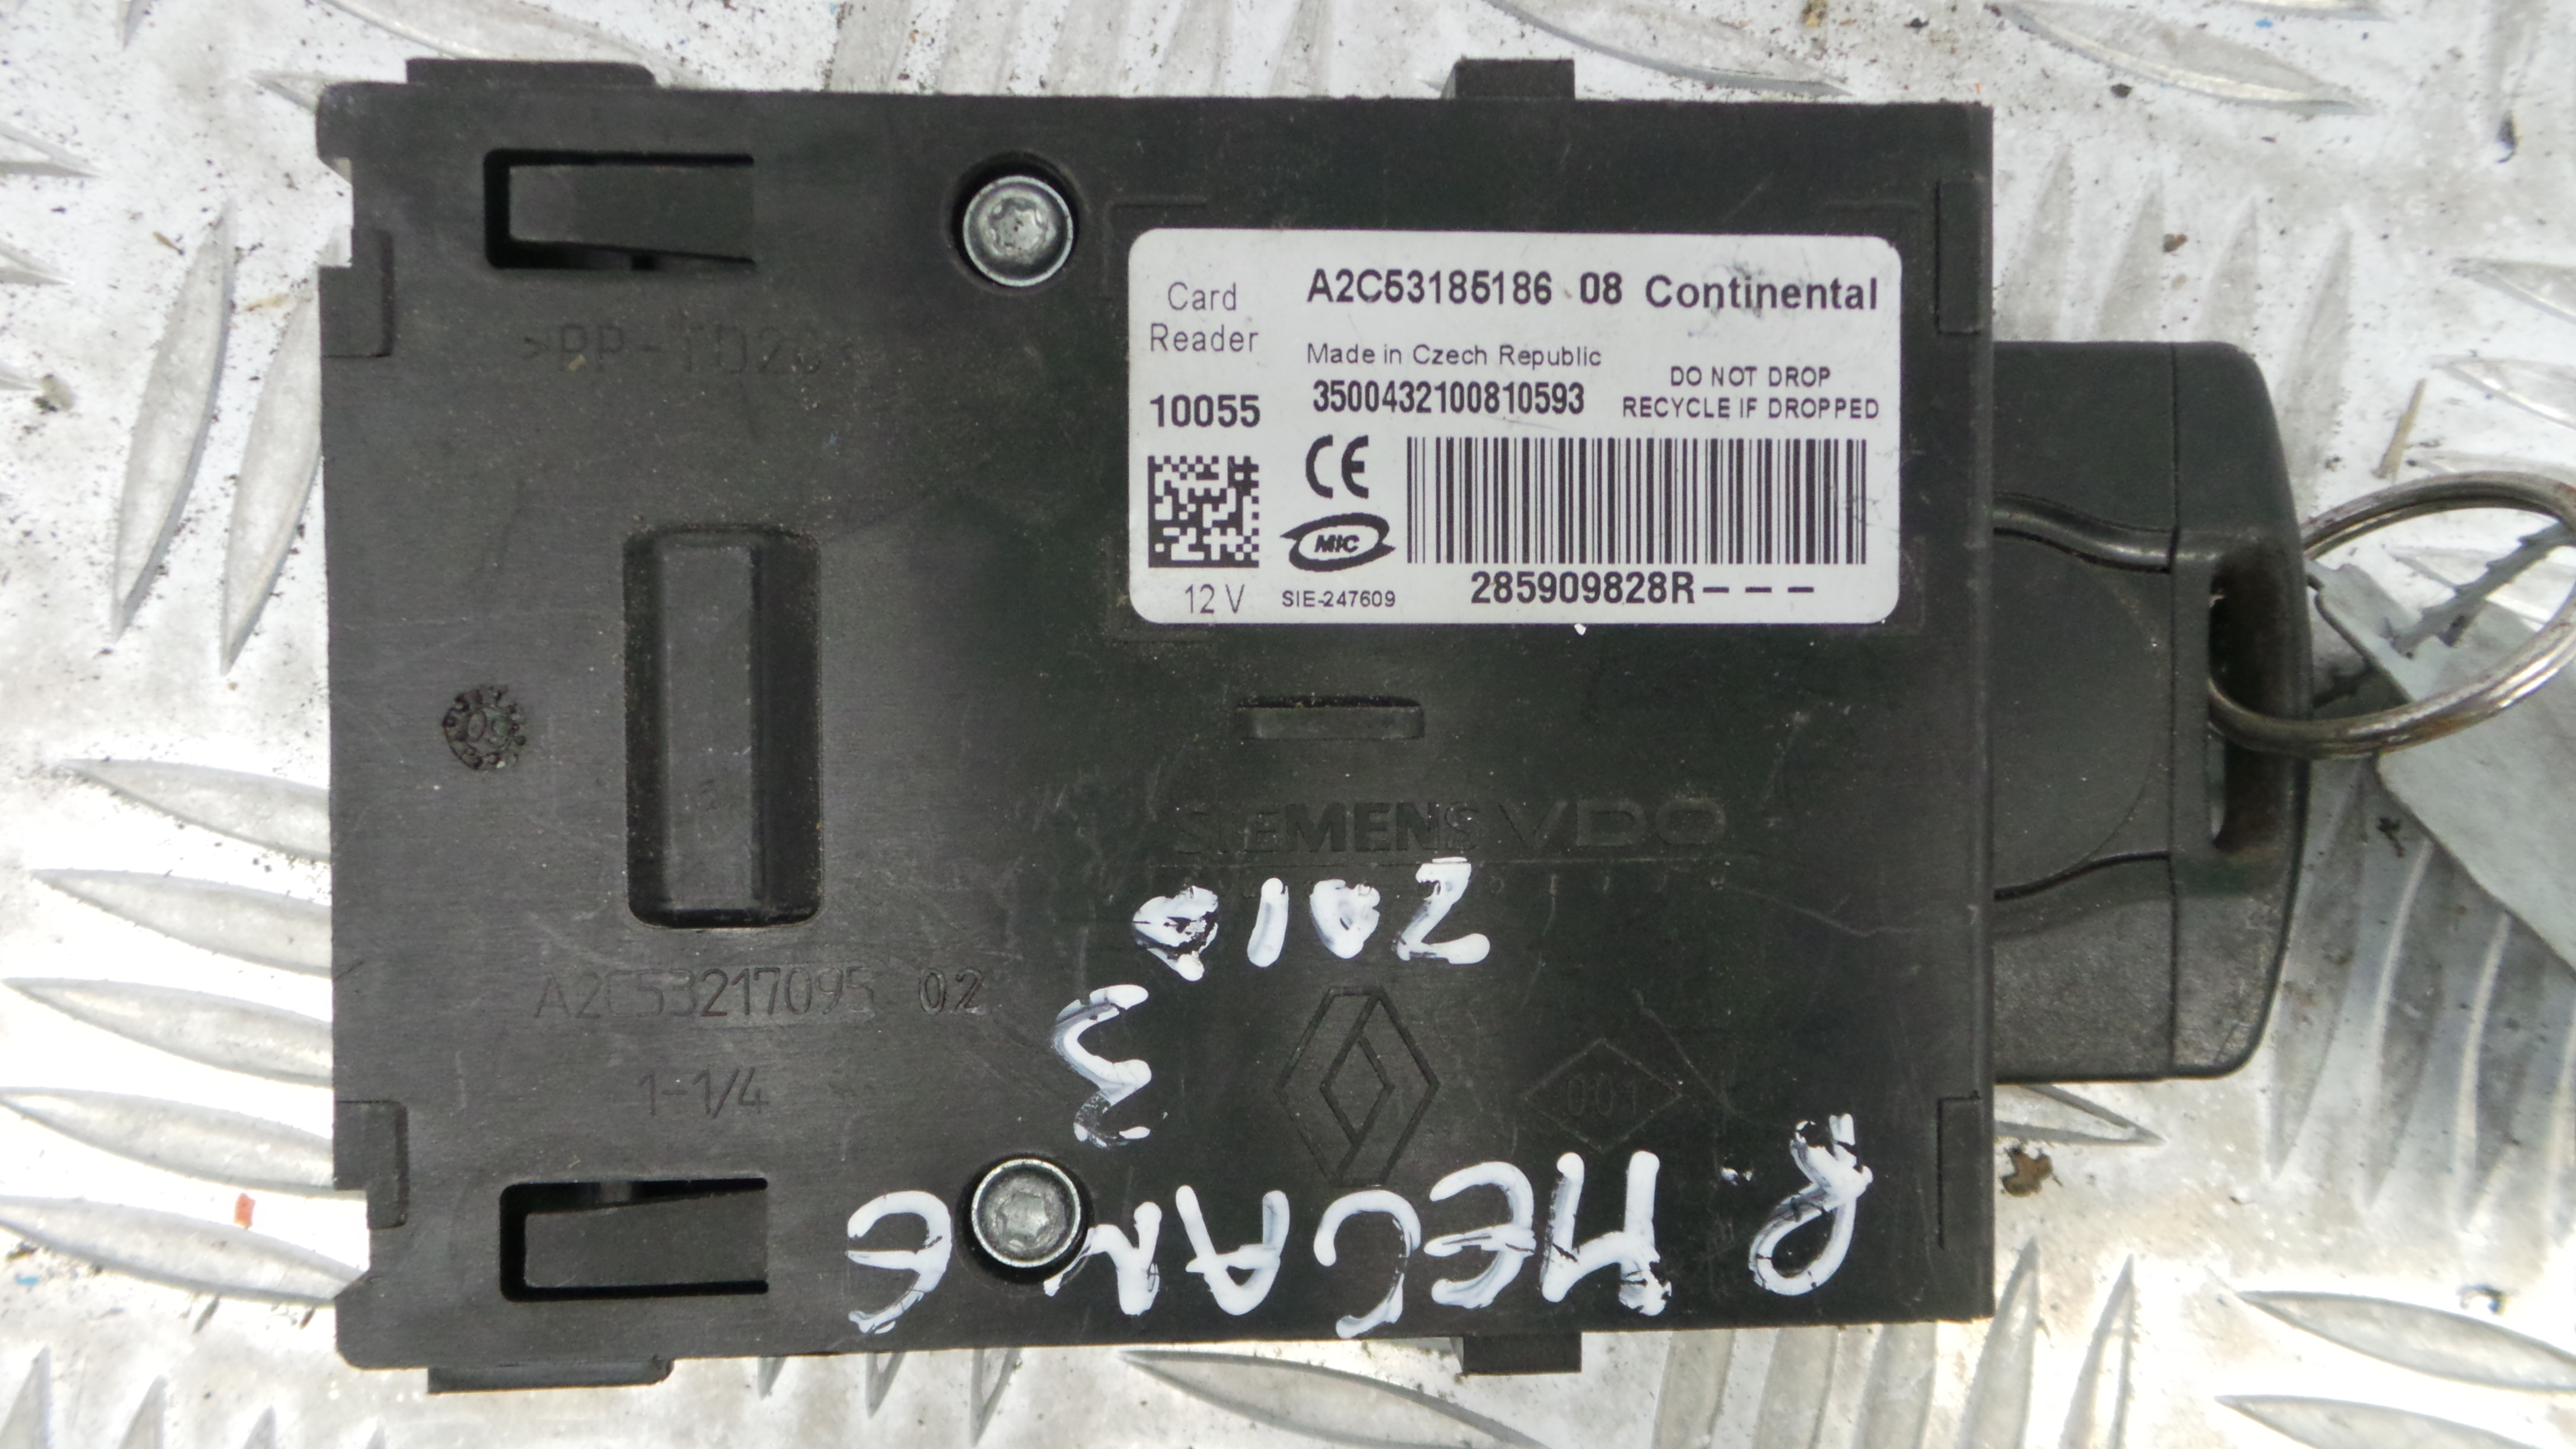 Card Reader
10055
12 V
A2C53185186 08 Continental
Made in Czech Republic
3500432100810593
DO NOT DROP
RECYCLE IF DROPPED
CE
MIC
SIE-247609
285909828R---
>PP-TD20<
09
SIEMENS VDO
A2C53217095 02
1-1/4
001
R. MEGANE
3
2010